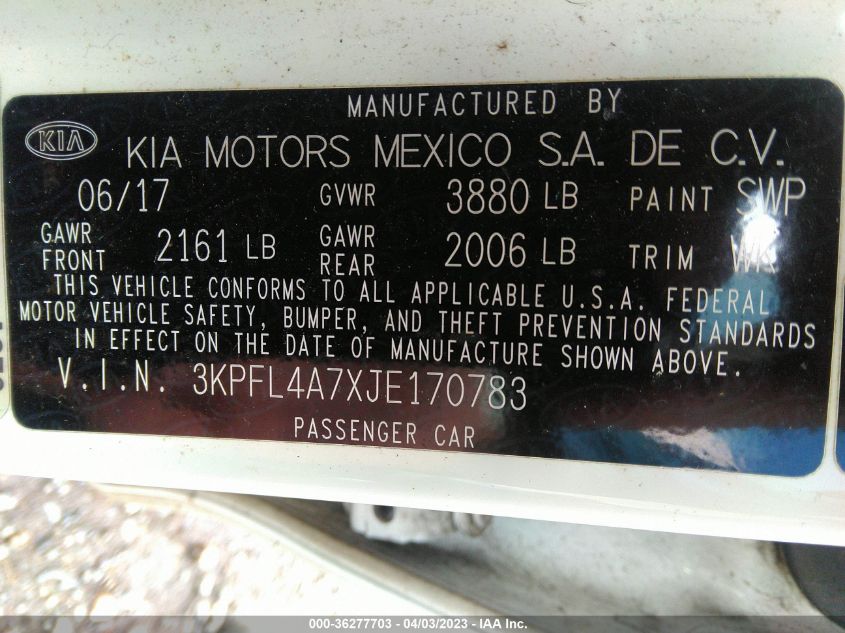 MANUFACTURED BY
KIA KIA MOTORS MEXICO S.A. DE C.V.
06/17 GVWR 3880 LB PAINT SWP
GAWR FRONT 2161 LB GAWR REAR 2006 LB TRIM WK
THIS VEHICLE CONFORMS TO ALL APPLICABLE U.S.A. FEDERAL
MOTOR VEHICLE SAFETY, BUMPER, AND THEFT PREVENTION STANDARDS
IN EFFECT ON THE DATE OF MANUFACTURE SHOWN ABOVE.
V.I.N. 3KPFL4A7XJE170783
PASSENGER CAR
000-36277703 - 04/03/2023 - IAA Inc.